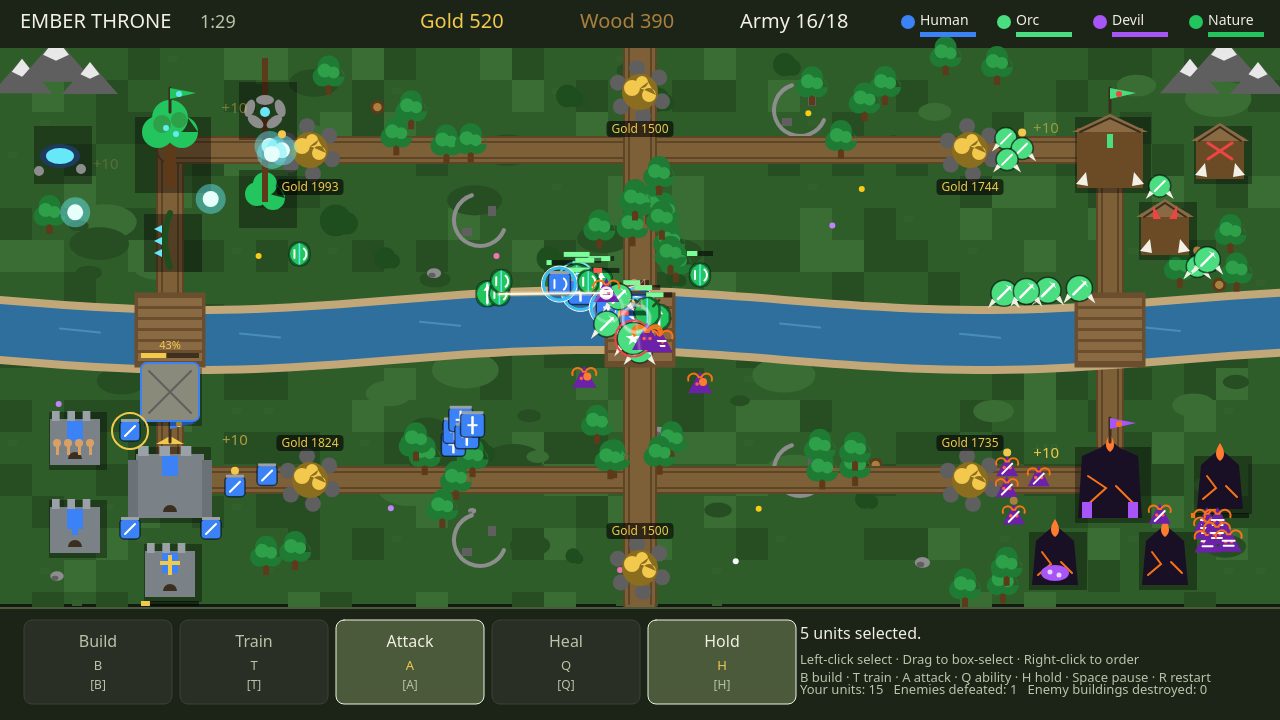 EMBER THRONE 1:29 Gold 520 Wood 390 Army 16/18 Human Orc Devil Nature
+10
Gold 1500
+10
+10
Gold 1993
Gold 1744
43%
+10
Gold 1824
Gold 1735
+10
Gold 1500
Build
B
[B]
Train
T
[T]
Attack
A
[A]
Heal
Q
[Q]
Hold
H
[H]
5 units selected.
Left-click select · Drag to box-select · Right-click to order
B build · T train · A attack · Q ability · H hold · Space pause · R restart
Your units: 15 Enemies defeated: 1 Enemy buildings destroyed: 0